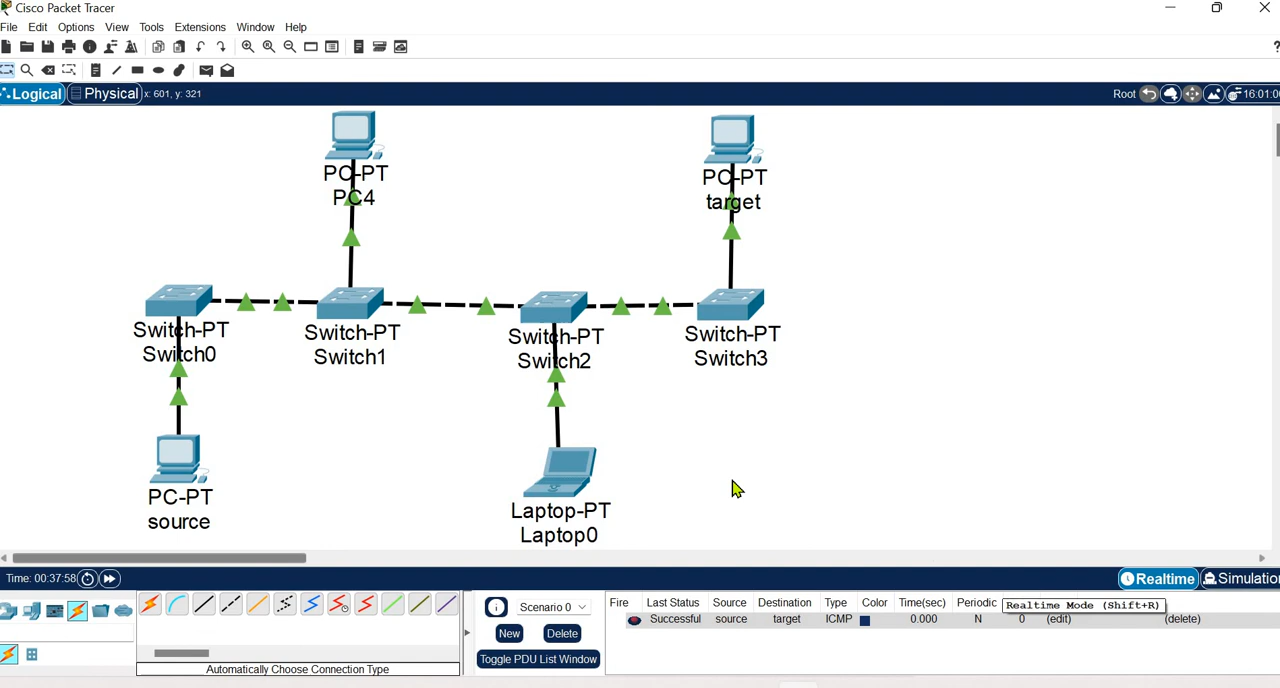 Cisco Packet Tracer
File Edit Options View Tools Extensions Window Help
?
Logical Physical x: 601, y: 321 Root
PC-PT
PC4
PC-PT
target
Switch-PT
Switch0
Switch-PT
Switch1
Switch-PT
Switch2
Switch-PT
Switch3
PC-PT
source
Laptop-PT
Laptop0
Time: 00:37:58 Realtime
Scenario 0
New Delete
Toggle PDU List Window
Automatically Choose Connection Type
Fire Last Status Source Destination Type Color Time(sec) Periodic
Realtime Mode (Shift+R)
Successful source target ICMP 0.000 N 0 (edit) (delete)